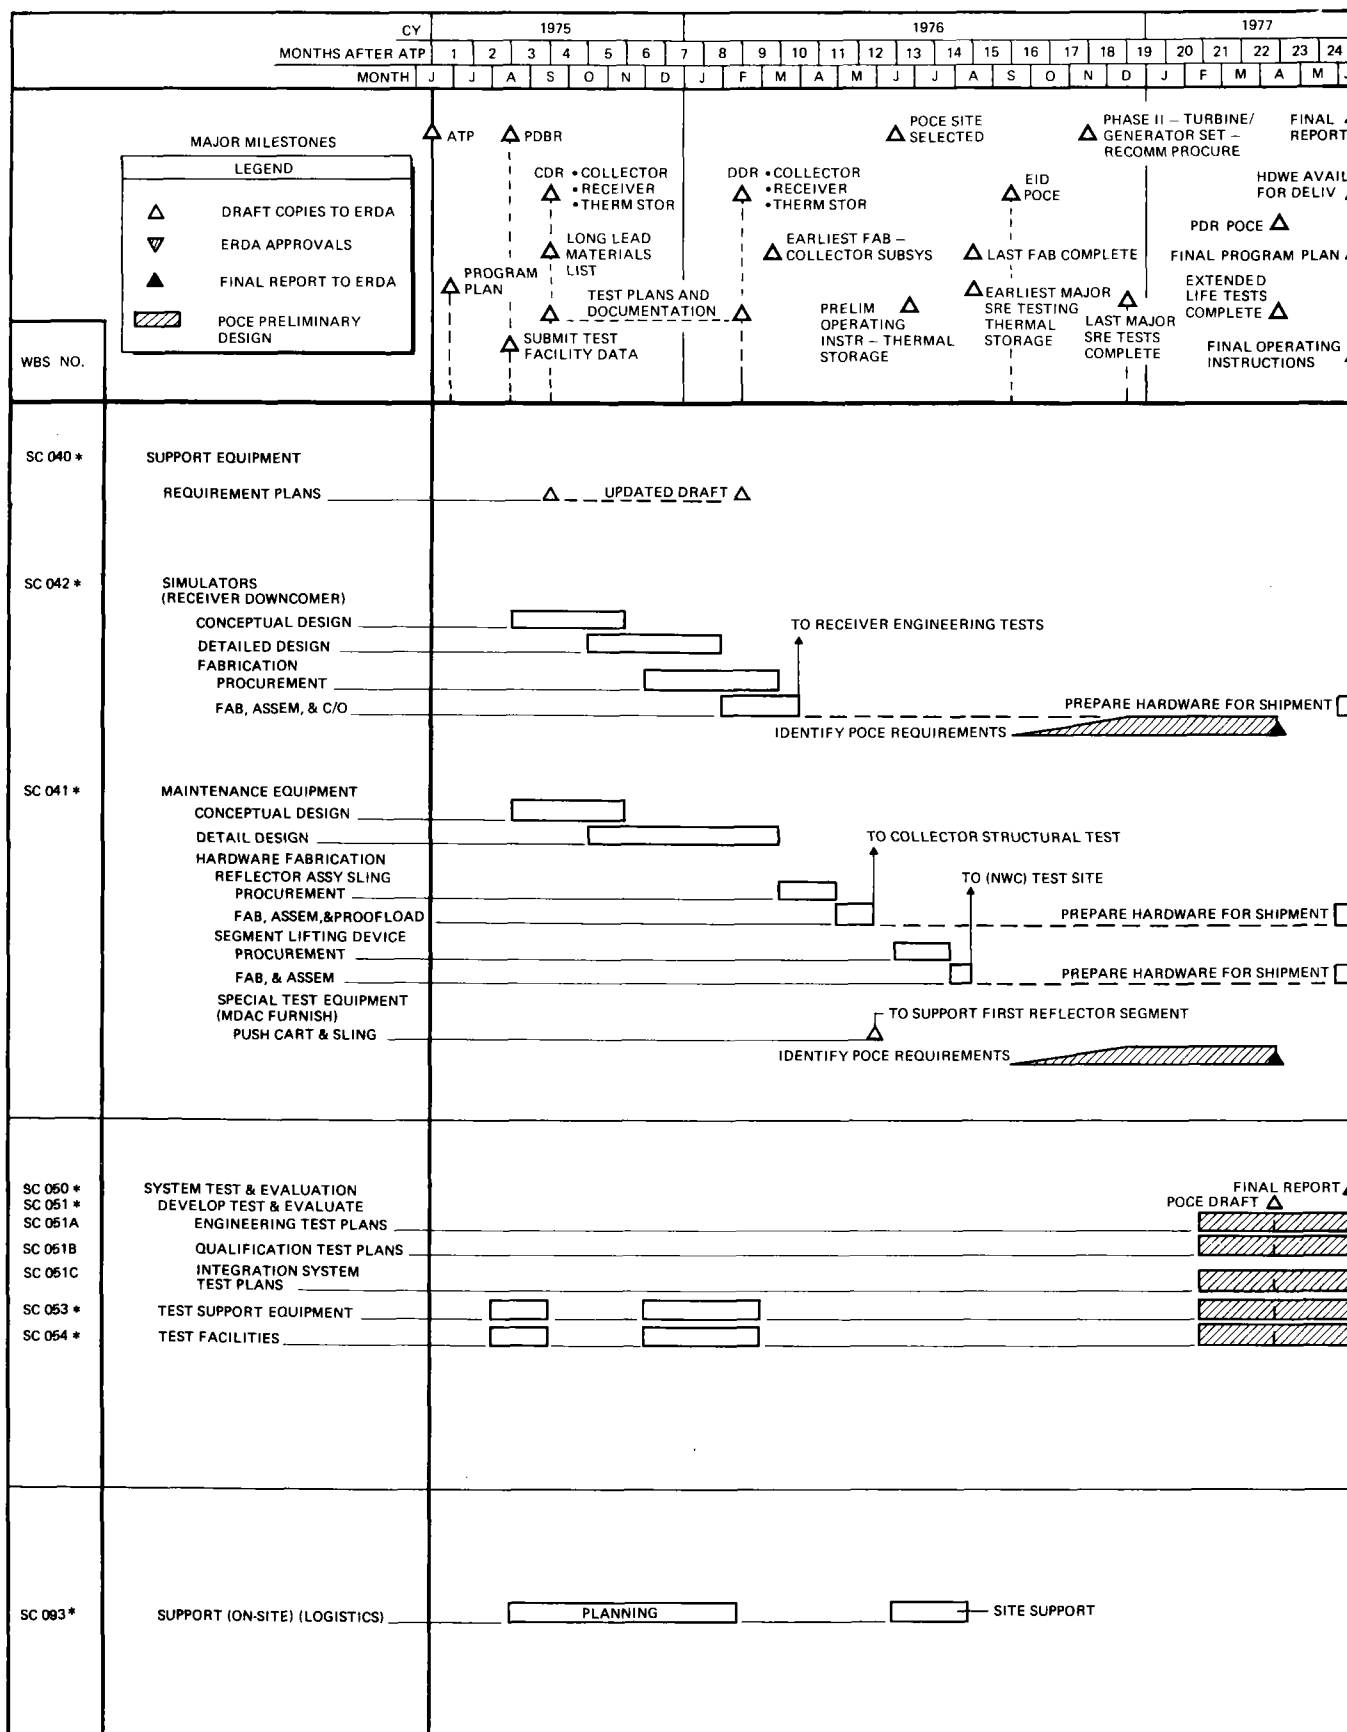 CY 1975 1976 1977
MONTHS AFTER ATP 1 2 3 4 5 6 7 8 9 10 11 12 13 14 15 16 17 18 19 20 21 22 23 24
MONTH J J A S O N D J F M A M J J A S O N D J F M A M
MAJOR MILESTONES
LEGEND
DRAFT COPIES TO ERDA
ERDA APPROVALS
FINAL REPORT TO ERDA
POCE PRELIMINARY
DESIGN
WBS NO.
ATP
PDBR
POCE SITE
SELECTED
PHASE II – TURBINE/
GENERATOR SET –
RECOMM PROCURE
FINAL
REPORT
CDR • COLLECTOR
• RECEIVER
• THERM STOR
DDR • COLLECTOR
• RECEIVER
• THERM STOR
EID
POCE
HDWE AVAIL
FOR DELIV
PDR POCE
LONG LEAD
MATERIALS
LIST
EARLIEST FAB –
COLLECTOR SUBSYS
LAST FAB COMPLETE
FINAL PROGRAM PLAN
PROGRAM
PLAN
TEST PLANS AND
DOCUMENTATION
PRELIM
OPERATING
INSTR – THERMAL
STORAGE
EARLIEST MAJOR
SRE TESTING
THERMAL
STORAGE
LAST MAJOR
SRE TESTS
COMPLETE
EXTENDED
LIFE TESTS
COMPLETE
SUBMIT TEST
FACILITY DATA
FINAL OPERATING
INSTRUCTIONS
SC 040 * SUPPORT EQUIPMENT
REQUIREMENT PLANS UPDATED DRAFT
SC 042 * SIMULATORS
(RECEIVER DOWNCOMER)
CONCEPTUAL DESIGN TO RECEIVER ENGINEERING TESTS
DETAILED DESIGN
FABRICATION
PROCUREMENT
FAB, ASSEM, & C/O PREPARE HARDWARE FOR SHIPMENT
IDENTIFY POCE REQUIREMENTS
SC 041 * MAINTENANCE EQUIPMENT
CONCEPTUAL DESIGN
DETAIL DESIGN TO COLLECTOR STRUCTURAL TEST
HARDWARE FABRICATION
REFLECTOR ASSY SLING TO (NWC) TEST SITE
PROCUREMENT
FAB, ASSEM,&PROOFLOAD PREPARE HARDWARE FOR SHIPMENT
SEGMENT LIFTING DEVICE
PROCUREMENT
FAB, & ASSEM PREPARE HARDWARE FOR SHIPMENT
SPECIAL TEST EQUIPMENT
(MDAC FURNISH) TO SUPPORT FIRST REFLECTOR SEGMENT
PUSH CART & SLING
IDENTIFY POCE REQUIREMENTS
SC 050 * SYSTEM TEST & EVALUATION FINAL REPORT
SC 051 * DEVELOP TEST & EVALUATE POCE DRAFT
SC 051A ENGINEERING TEST PLANS
SC 051B QUALIFICATION TEST PLANS
SC 051C INTEGRATION SYSTEM
TEST PLANS
SC 053 * TEST SUPPORT EQUIPMENT
SC 054 * TEST FACILITIES
SC 093* SUPPORT (ON-SITE) (LOGISTICS) PLANNING SITE SUPPORT